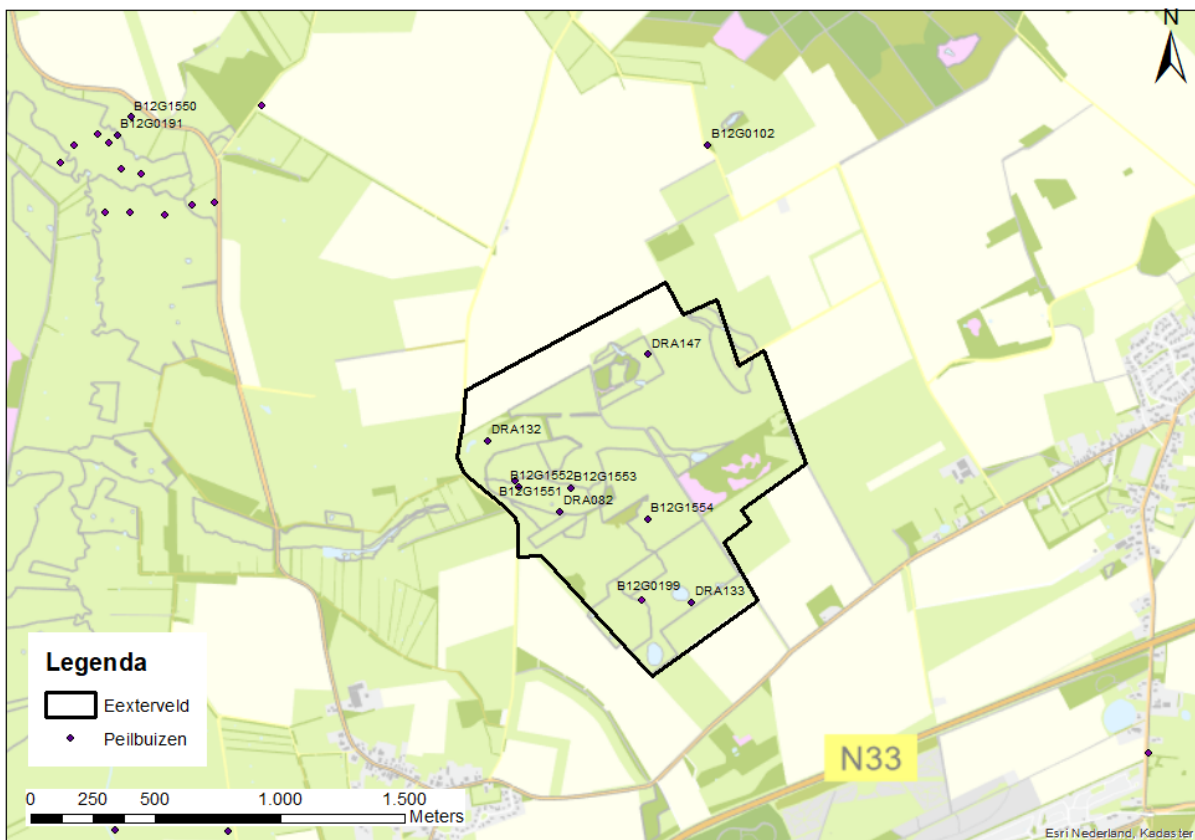 N
B12G1550
B12G0191
B12G0102
DRA147
DRA132
B12G1552
B12G1553
B12G1551
DRA082
B12G1554
B12G0199
DRA133
Legenda
Eexterveld
Peilbuizen
N33
0 250 500 1.000 1.500
Meters
Esri Nederland, Kadaster